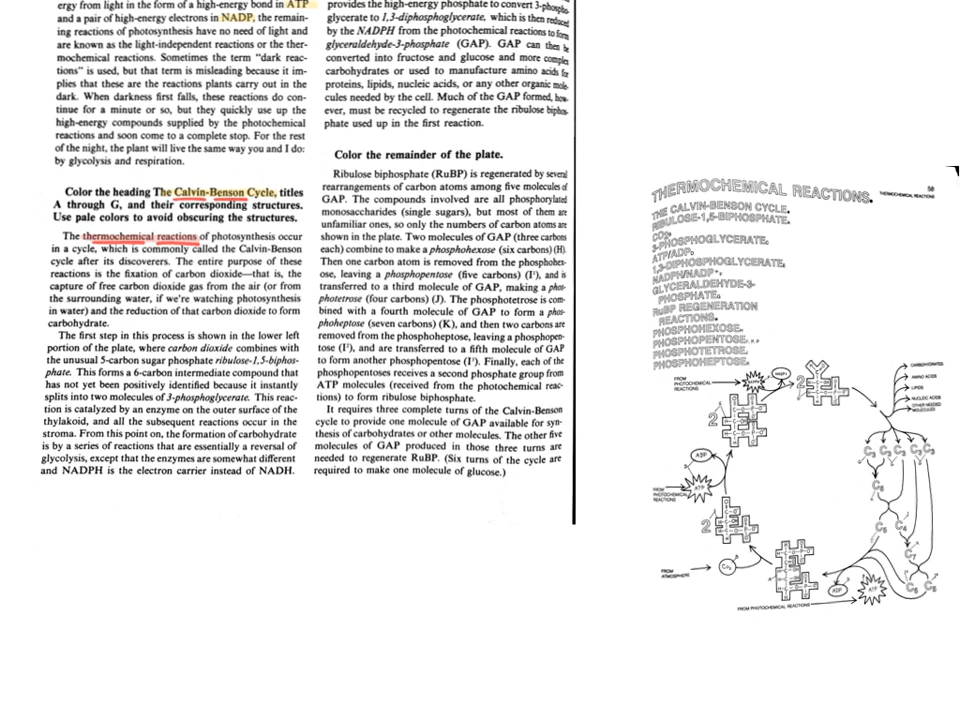 ergy from light in the form of a high-energy bond in ATP
and a pair of high-energy electrons in NADP, the remain-
ing reactions of photosynthesis have no need of light and
are known as the light-independent reactions or the ther-
mochemical reactions. Sometimes the term “dark reac-
tions” is used, but that term is misleading because it im-
plies that these are the reactions plants carry out in the
dark. When darkness first falls, these reactions do con-
tinue for a minute or so, but they quickly use up the
high-energy compounds supplied by the photochemical
reactions and soon come to a complete stop. For the rest
of the night, the plant will live the same way you and I do:
by glycolysis and respiration.
Color the heading The Calvin-Benson Cycle, titles
A through G, and their corresponding structures.
Use pale colors to avoid obscuring the structures.
The thermochemical reactions of photosynthesis occur
in a cycle, which is commonly called the Calvin-Benson
cycle after its discoverers. The entire purpose of these
reactions is the fixation of carbon dioxide—that is, the
capture of free carbon dioxide gas from the air (or from
the surrounding water, if we're watching photosynthesis
in water) and the reduction of that carbon dioxide to form
carbohydrate.
The first step in this process is shown in the lower left
portion of the plate, where carbon dioxide combines with
the unusual 5-carbon sugar phosphate ribulose-1,5-biphos-
phate. This forms a 6-carbon intermediate compound that
has not yet been positively identified because it instantly
splits into two molecules of 3-phosphoglycerate. This reac-
tion is catalyzed by an enzyme on the outer surface of the
thylakoid, and all the subsequent reactions occur in the
stroma. From this point on, the formation of carbohydrate
is by a series of reactions that are essentially a reversal of
glycolysis, except that the enzymes are somewhat different
and NADPH is the electron carrier instead of NADH.
provides the high-energy phosphate to convert 3-phospho-
glycerate to 1,3-diphosphoglycerate, which is then reduced
by the NADPH from the photochemical reactions to form
glyceraldehyde-3-phosphate (GAP). GAP can then be
converted into fructose and glucose and more complex
carbohydrates or used to manufacture amino acids for
proteins, lipids, nucleic acids, or any other organic mole-
cules needed by the cell. Much of the GAP formed, how-
ever, must be recycled to regenerate the ribulose biphos-
phate used up in the first reaction.
Color the remainder of the plate.
Ribulose biphosphate (RuBP) is regenerated by several
rearrangements of carbon atoms among five molecules of
GAP. The compounds involved are all phosphorylated
monosaccharides (single sugars), but most of them are
unfamiliar ones, so only the numbers of carbon atoms are
shown in the plate. Two molecules of GAP (three carbons
each) combine to make a phosphohexose (six carbons) (H).
Then one carbon atom is removed from the phosphohex-
ose, leaving a phosphopentose (five carbons) (I¹), and is
transferred to a third molecule of GAP, making a phos-
photetrose (four carbons) (J). The phosphotetrose is com-
bined with a fourth molecule of GAP to form a phos-
phoheptose (seven carbons) (K), and then two carbons are
removed from the phosphoheptose, leaving a phosphopen-
tose (I²), and are transferred to a fifth molecule of GAP
to form another phosphopentose (I³). Finally, each of the
phosphopentoses receives a second phosphate group from
ATP molecules (received from the photochemical reac-
tions) to form ribulose biphosphate.
It requires three complete turns of the Calvin-Benson
cycle to provide one molecule of GAP available for syn-
thesis of carbohydrates or other molecules. The other five
molecules of GAP produced in those three turns are
needed to regenerate RuBP. (Six turns of the cycle are
required to make one molecule of glucose.)
58
THERMOCHEMICAL REACTIONS
THERMOCHEMICAL REACTIONS.
THE CALVIN-BENSON CYCLE.
RIBULOSE-1,5-BIPHOSPHATE.
CO₂
3-PHOSPHOGLYCERATE
ATP/ADP
1,3-DIPHOSPHOGLYCERATE
NADPH/NADP+
GLYCERALDEHYDE-3-
PHOSPHATE
RuBP REGENERATION
REACTIONS.
PHOSPHOHEXOSE
PHOSPHOPENTOSE
PHOSPHOTETROSE
PHOSPHOHEPTOSE
FROM
PHOTOCHEMICAL
REACTIONS
2
CARBOHYDRATES
AMINO ACIDS
LIPIDS
NUCLEIC ACIDS
OTHER NEEDED
MOLECULES
2
C₃ C₃ C₃ C₃ C₃
ADP
C₆
ATP
FROM
PHOTOCHEMICAL
REACTIONS
2
C₅ C₄
C₇
FROM
ATMOSPHERE
CO₂
ADP
ATP
C₅ C₅
FROM PHOTOCHEMICAL REACTIONS